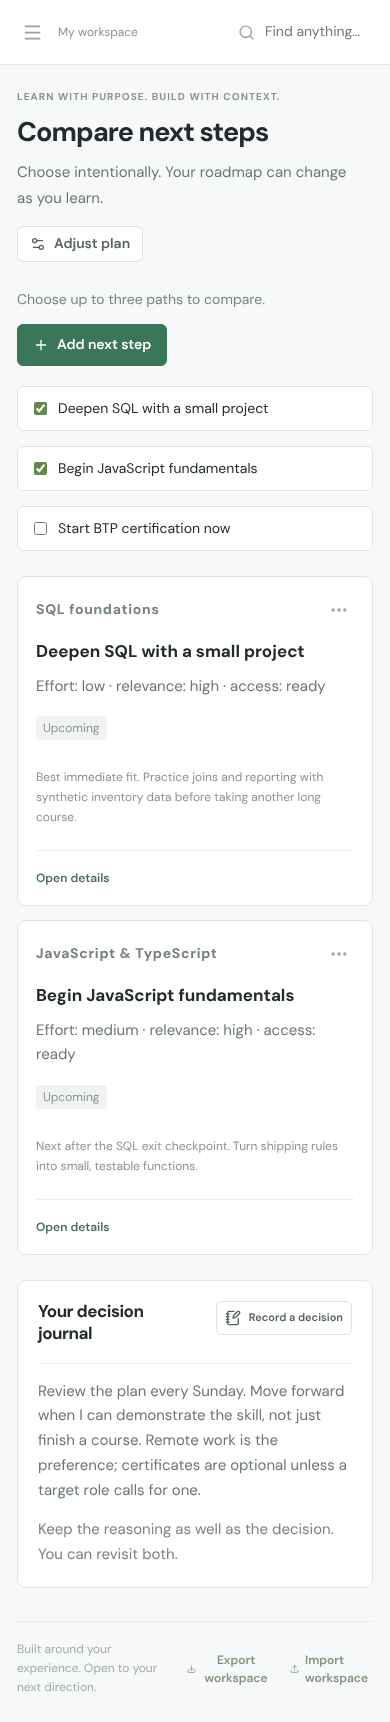 My workspace
Find anything...
LEARN WITH PURPOSE. BUILD WITH CONTEXT.
Compare next steps
Choose intentionally. Your roadmap can change
as you learn.
Adjust plan
Choose up to three paths to compare.
Add next step
Deepen SQL with a small project
Begin JavaScript fundamentals
Start BTP certification now
SQL foundations
Deepen SQL with a small project
Effort: low · relevance: high · access: ready
Upcoming
Best immediate fit. Practice joins and reporting with
synthetic inventory data before taking another long
course.
Open details
JavaScript & TypeScript
Begin JavaScript fundamentals
Effort: medium · relevance: high · access:
ready
Upcoming
Next after the SQL exit checkpoint. Turn shipping rules
into small, testable functions.
Open details
Your decision
journal
Record a decision
Review the plan every Sunday. Move forward
when I can demonstrate the skill, not just
finish a course. Remote work is the
preference; certificates are optional unless a
target role calls for one.
Keep the reasoning as well as the decision.
You can revisit both.
Built around your
experience. Open to your
next direction.
Export
workspace
Import
workspace